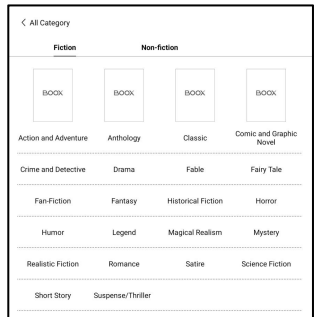 < All Category
Fiction Non-fiction
BOOX BOOX BOOX BOOX
Action and Adventure Anthology Classic Comic and Graphic
Novel
Crime and Detective Drama Fable Fairy Tale
Fan-Fiction Fantasy Historical Fiction Horror
Humor Legend Magical Realism Mystery
Realistic Fiction Romance Satire Science Fiction
Short Story Suspense/Thriller